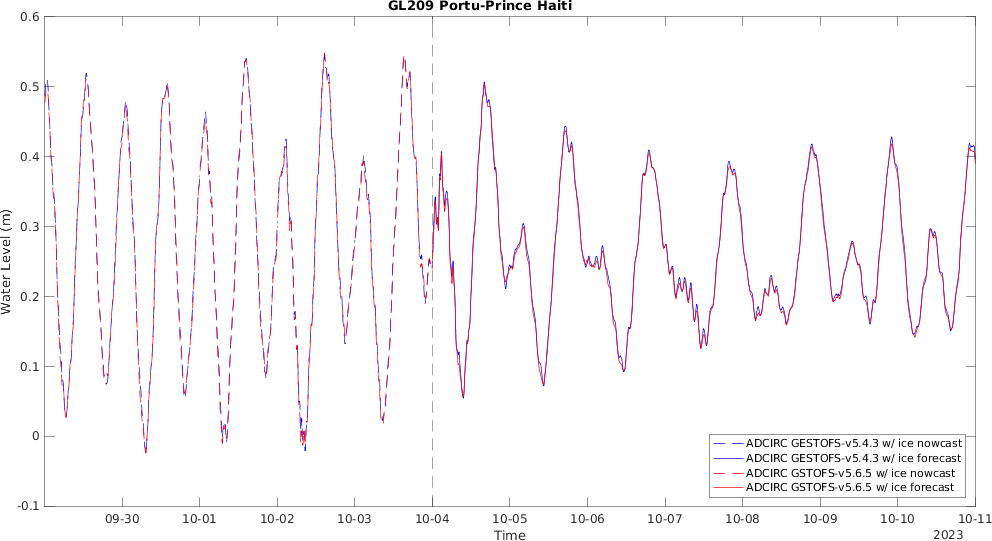 GL209 Portu-Prince Haiti
0.6
0.5
0.4
0.3
0.2
0.1
0
-0.1
Water Level (m)
ADCIRC GESTOFS-v5.4.3 w/ ice nowcast
ADCIRC GESTOFS-v5.4.3 w/ ice forecast
ADCIRC GSTOFS-v5.6.5 w/ ice nowcast
ADCIRC GSTOFS-v5.6.5 w/ ice forecast
09-30 10-01 10-02 10-03 10-04 10-05 10-06 10-07 10-08 10-09 10-10 10-11
Time
2023